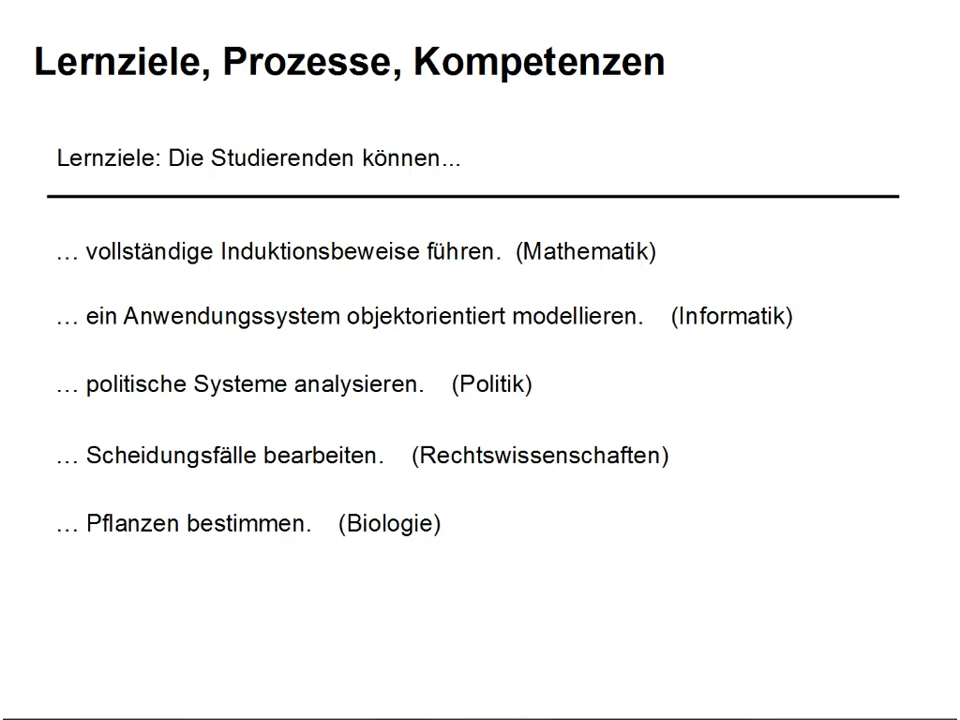 Lernziele, Prozesse, Kompetenzen
Lernziele: Die Studierenden können...
… vollständige Induktionsbeweise führen. (Mathematik)
… ein Anwendungssystem objektorientiert modellieren. (Informatik)
… politische Systeme analysieren. (Politik)
… Scheidungsfälle bearbeiten. (Rechtswissenschaften)
… Pflanzen bestimmen. (Biologie)